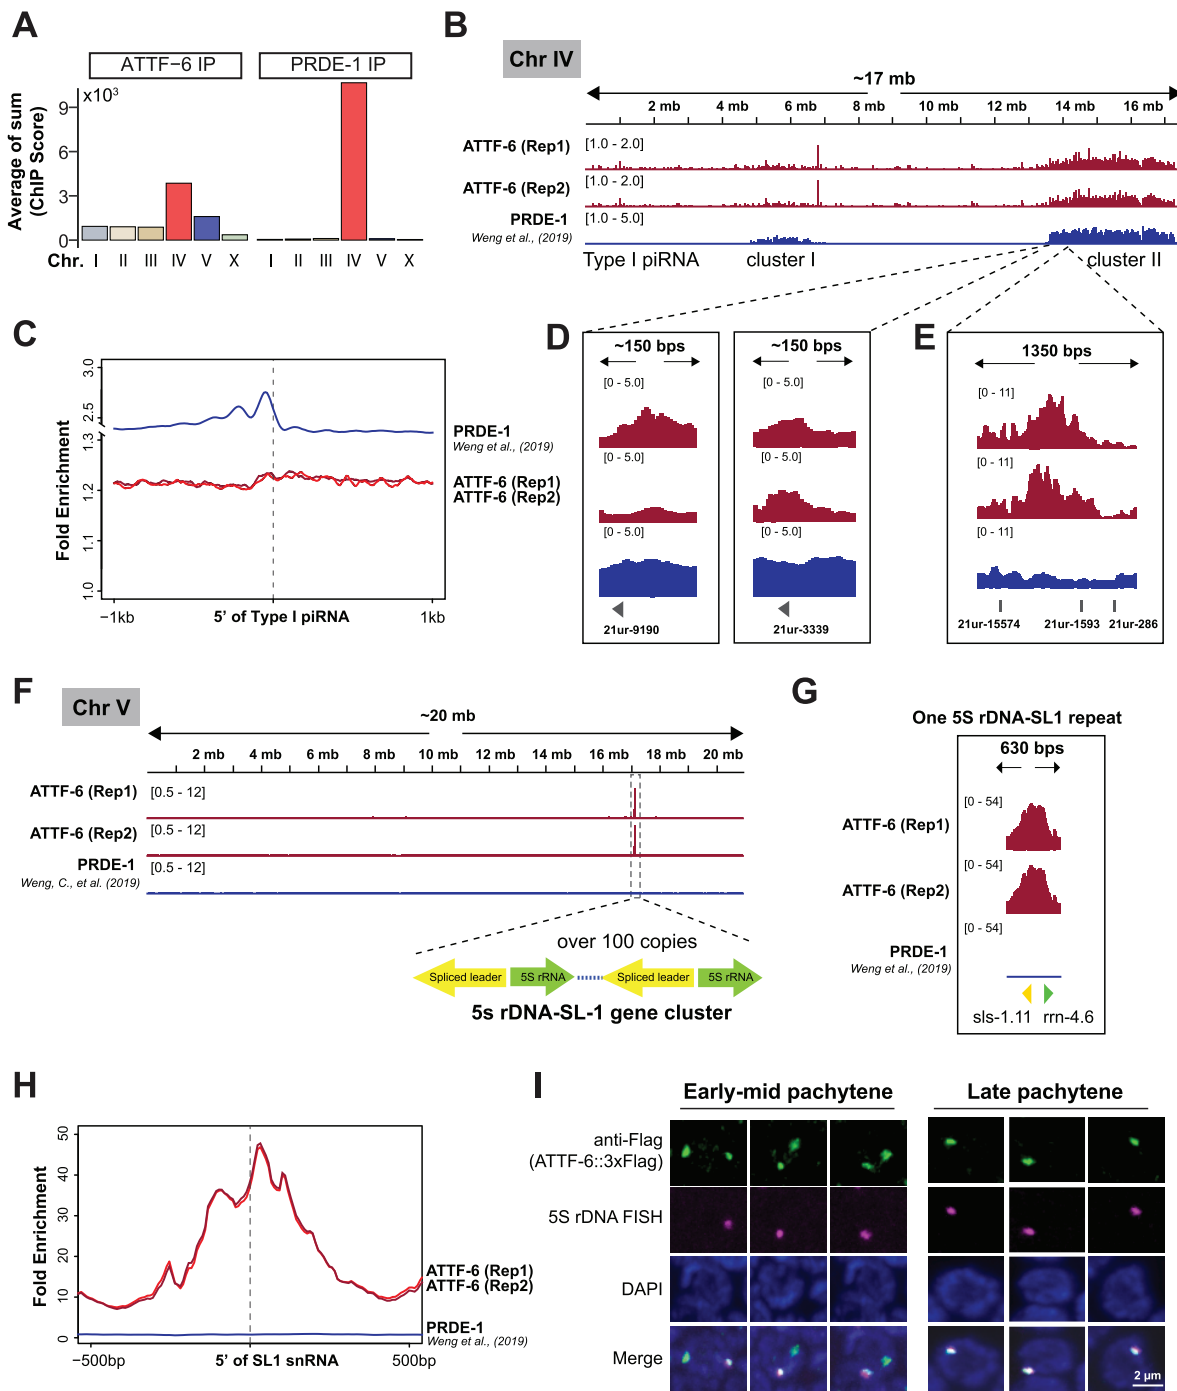 A
ATTF−6 IP
PRDE−1 IP
x10³
Average of sum
(ChIP Score)
9
6
3
0
Chr. I II III IV V X I II III IV V X
B
Chr IV
~17 mb
2 mb 4 mb 6 mb 8 mb 10 mb 12 mb 14 mb 16 mb
ATTF-6 (Rep1)
[1.0 - 2.0]
ATTF-6 (Rep2)
[1.0 - 2.0]
PRDE-1
[1.0 - 5.0]
Weng et al., (2019)
Type I piRNA cluster I cluster II
C
Fold Enrichment
3.0
2.5
1.3
1.2
1.1
1.0
PRDE-1
Weng et al., (2019)
ATTF-6 (Rep1)
ATTF-6 (Rep2)
−1kb 5’ of Type I piRNA 1kb
D
~150 bps
[0 - 5.0]
[0 - 5.0]
[0 - 5.0]
21ur-9190
~150 bps
[0 - 5.0]
[0 - 5.0]
[0 - 5.0]
21ur-3339
E
1350 bps
[0 - 11]
[0 - 11]
[0 - 11]
21ur-15574 21ur-1593 21ur-286
F
Chr V
~20 mb
2 mb 4 mb 6 mb 8 mb 10 mb 12 mb 14 mb 16 mb 18 mb 20 mb
ATTF-6 (Rep1)
[0.5 - 12]
ATTF-6 (Rep2)
[0.5 - 12]
PRDE-1
[0.5 - 12]
Weng, C., et al. (2019)
over 100 copies
Spliced leader 5S rRNA Spliced leader 5S rRNA
5s rDNA-SL-1 gene cluster
G
One 5S rDNA-SL1 repeat
630 bps
[0 - 54]
ATTF-6 (Rep1)
[0 - 54]
ATTF-6 (Rep2)
[0 - 54]
PRDE-1
Weng et al., (2019)
sls-1.11 rrn-4.6
H
Fold Enrichment
50
40
30
20
10
0
ATTF-6 (Rep1)
ATTF-6 (Rep2)
PRDE-1
Weng et al., (2019)
−500bp 5’ of SL1 snRNA 500bp
I
Early-mid pachytene
Late pachytene
anti-Flag
(ATTF-6::3xFlag)
5S rDNA FISH
DAPI
Merge
2 μm